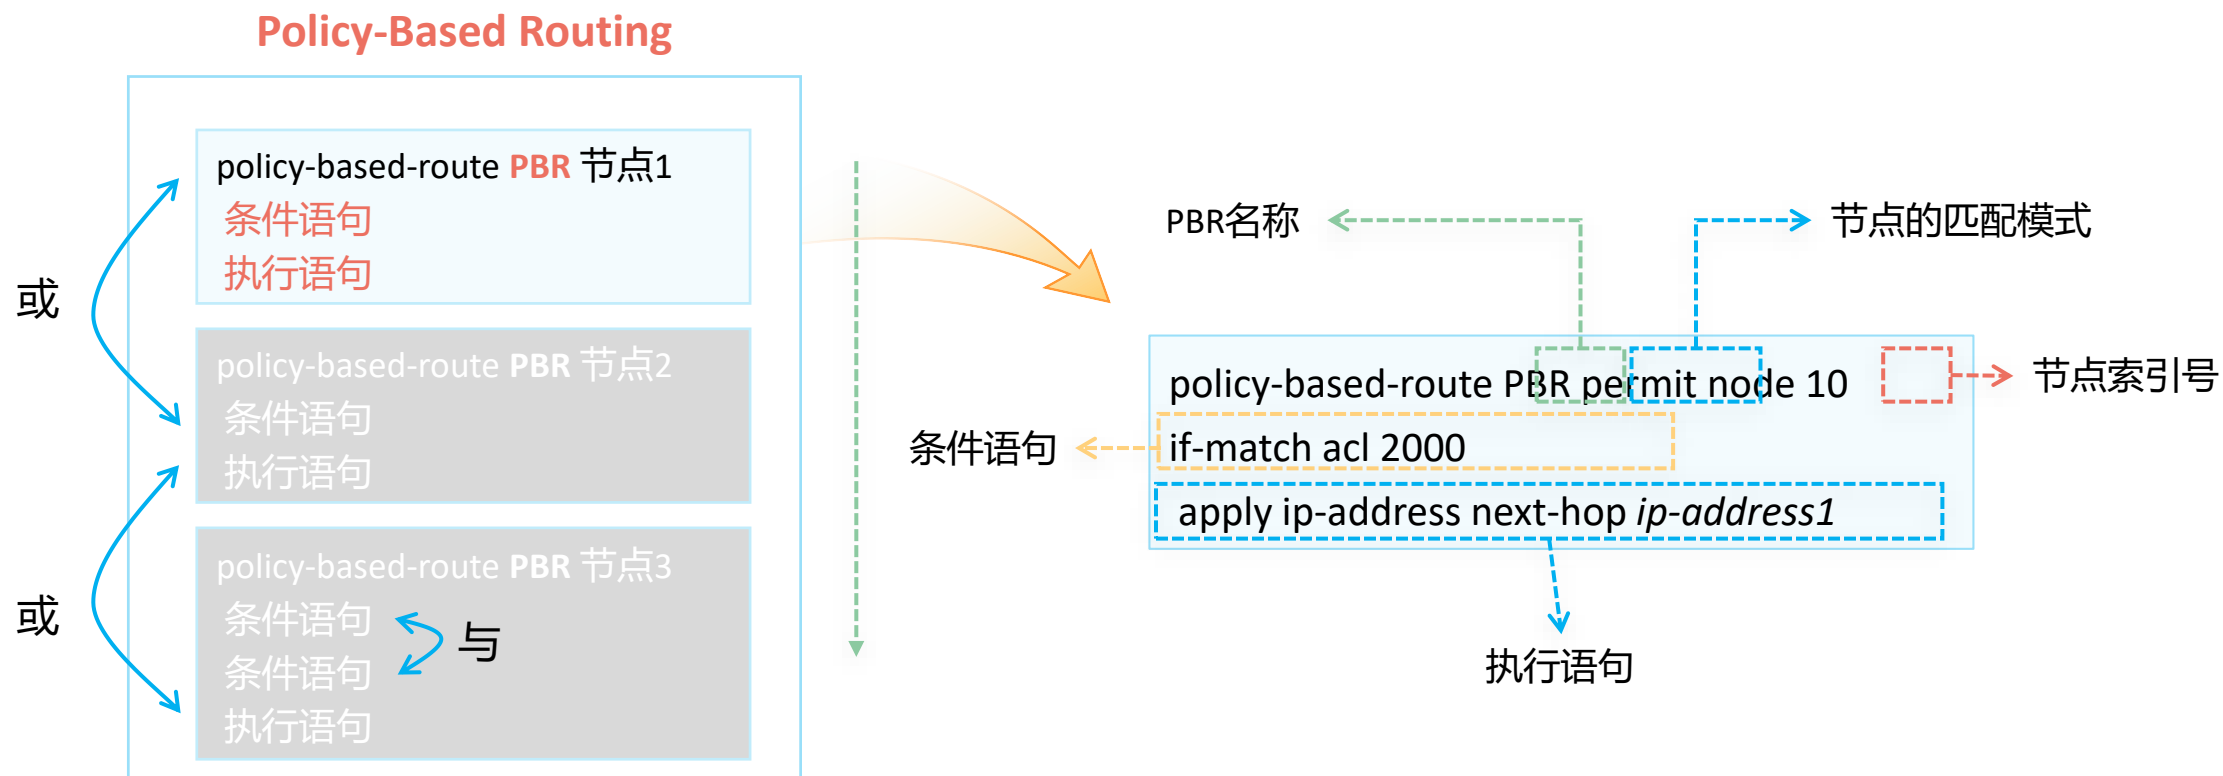 Policy-Based Routing
policy-based-route PBR 节点1
条件语句
执行语句
或
policy-based-route PBR 节点2
条件语句
执行语句
或
policy-based-route PBR 节点3
条件语句
条件语句
与
执行语句
PBR名称
节点的匹配模式
policy-based-route PBR permit node 10
节点索引号
条件语句
if-match acl 2000
apply ip-address next-hop ip-address1
执行语句